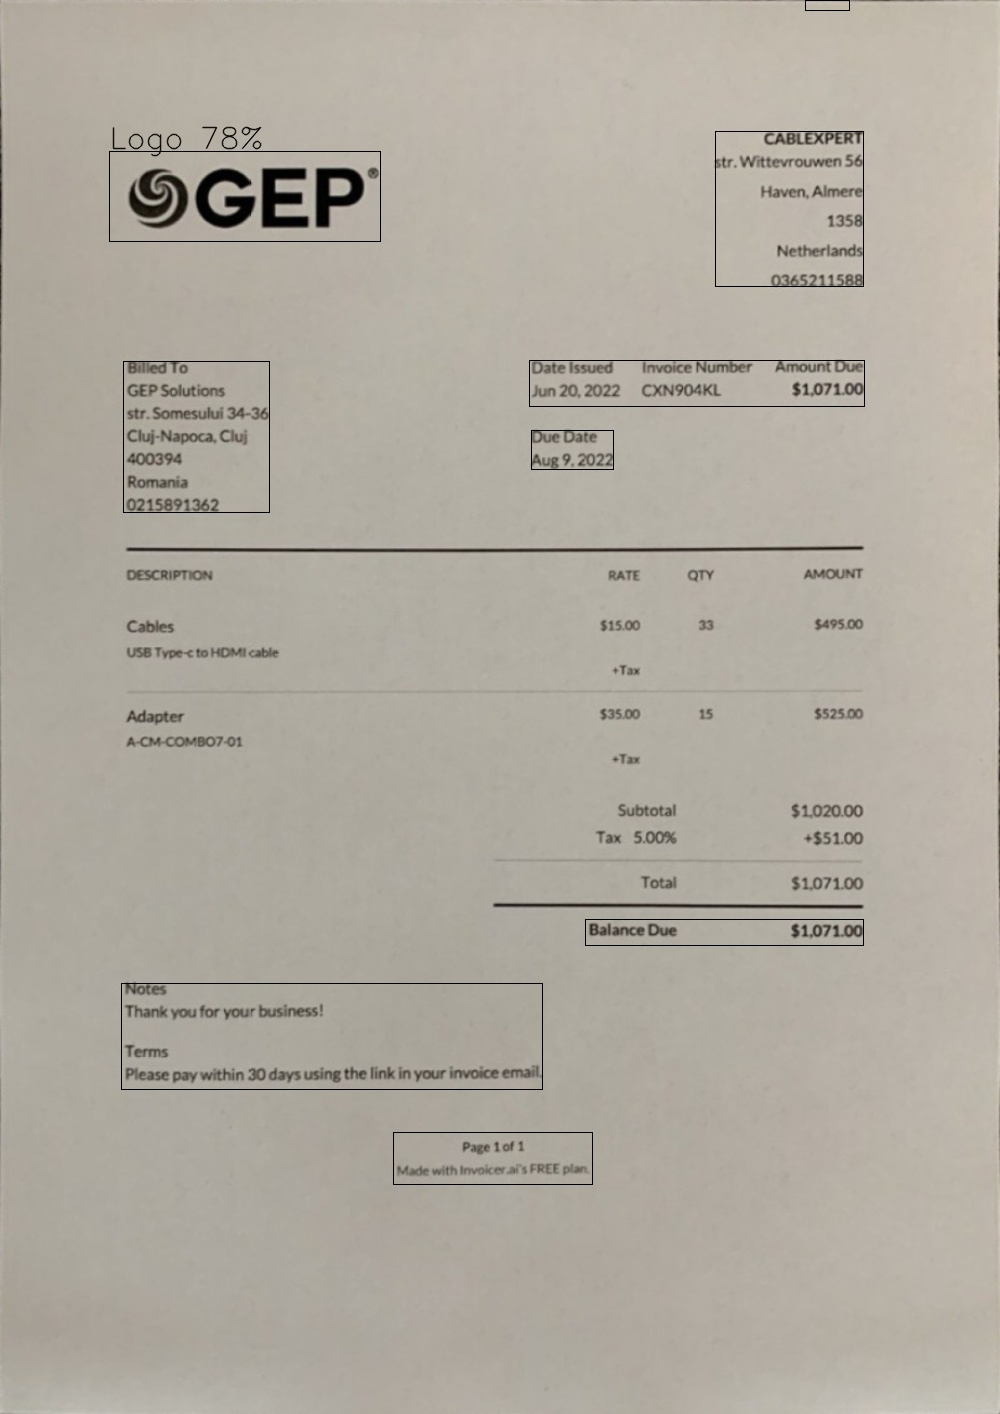 Logo 78%
GEP®
CABLEXPERT
str. Wittevrouwen 56
Haven, Almere
1358
Netherlands
0365211588
Billed To
GEP Solutions
str. Somesului 34-36
Cluj-Napoca, Cluj
400394
Romania
0215891362
Date Issued Invoice Number Amount Due
Jun 20, 2022 CXN904KL $1,071.00
Due Date
Aug 9, 2022
DESCRIPTION RATE QTY AMOUNT
Cables $15.00 33 $495.00
USB Type-c to HDMI cable
+Tax
Adapter $35.00 15 $525.00
A-CM-COMBO7-01
+Tax
Subtotal $1,020.00
Tax 5.00% +$51.00
Total $1,071.00
Balance Due $1,071.00
Notes
Thank you for your business!
Terms
Please pay within 30 days using the link in your invoice email.
Page 1 of 1
Made with Invoicer.ai's FREE plan.